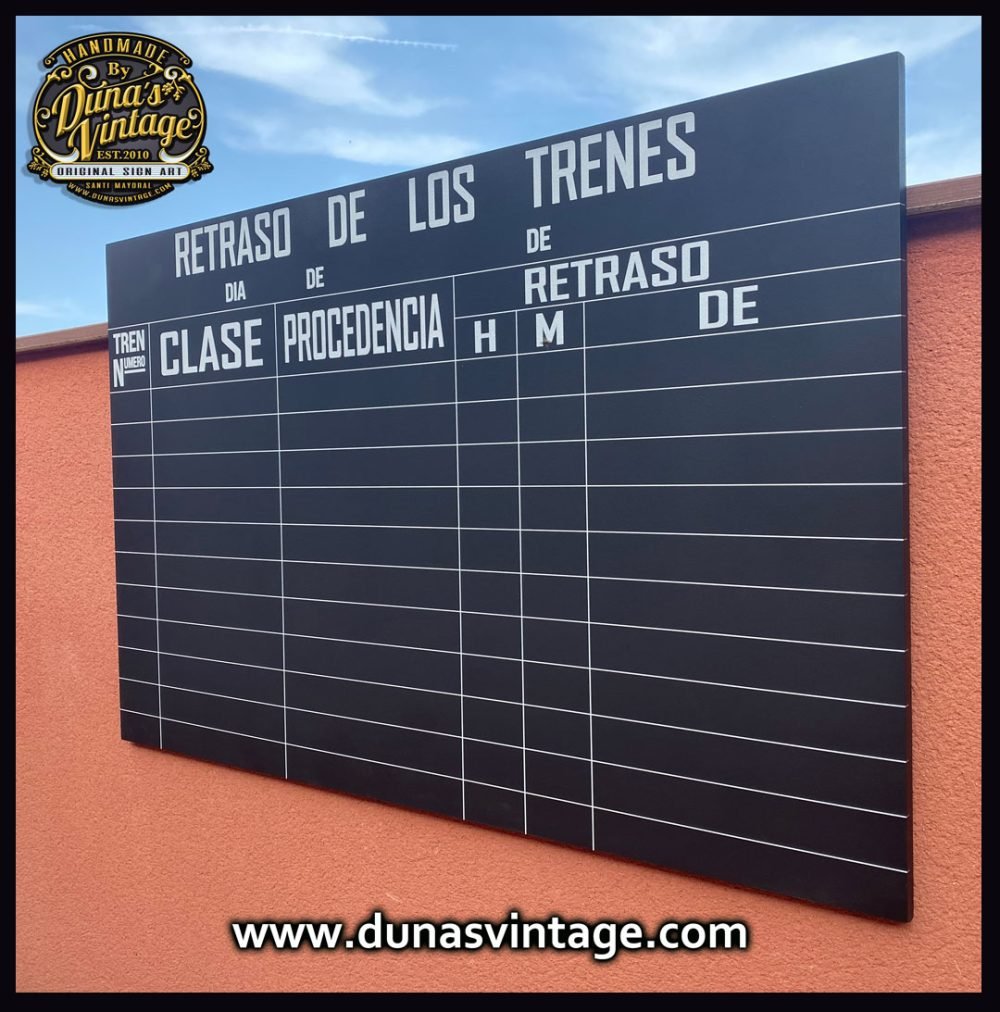 HANDMADE
By
Duna's
Vintage
EST.2010
ORIGINAL SIGN ART
SANTI MAYORAL
WWW.DUNASVINTAGE.COM
RETRASO DE LOS TRENES
DIA DE DE
TREN NUMERO
CLASE
PROCEDENCIA
RETRASO
H M DE
www.dunasvintage.com